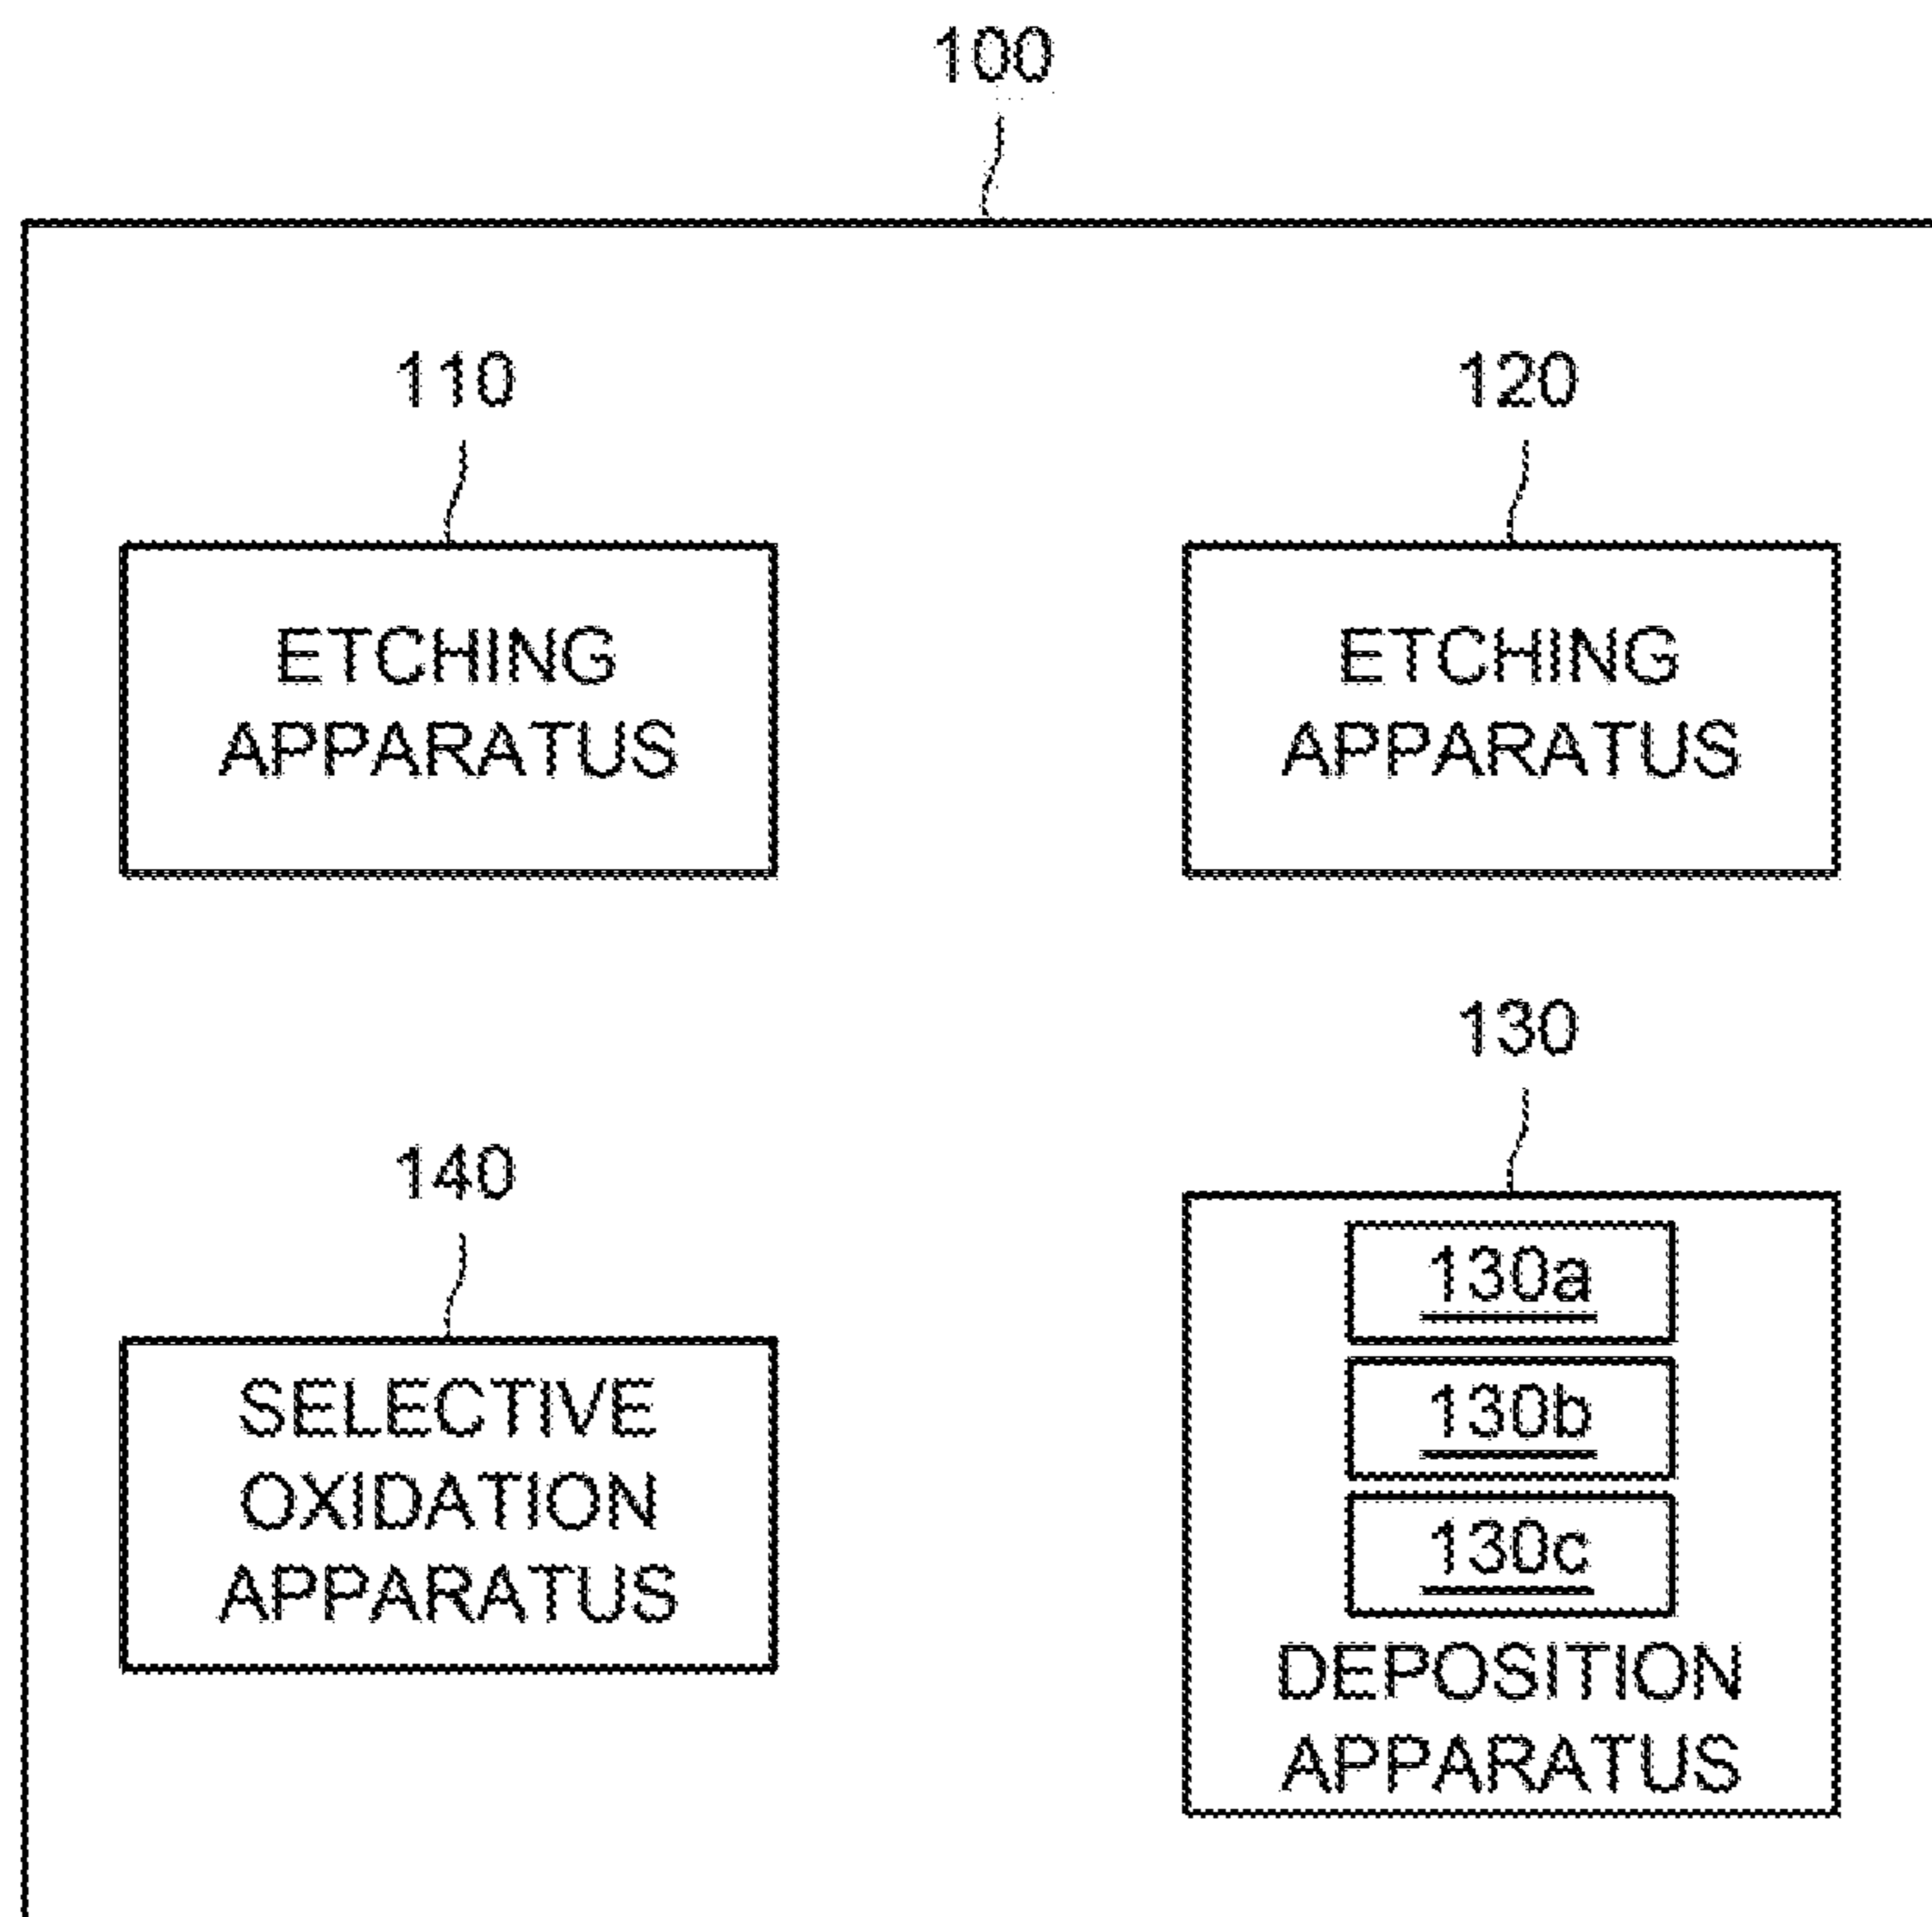 100
110
120
ETCHING
APPARATUS
ETCHING
APPARATUS
140
SELECTIVE
OXIDATION
APPARATUS
130
130a
130b
130c
DEPOSITION
APPARATUS